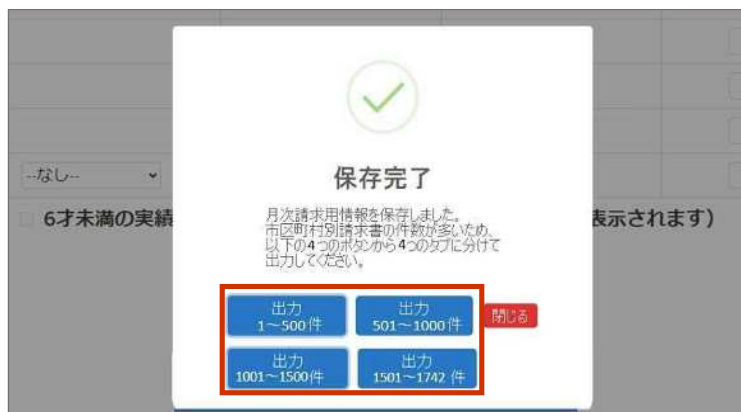 --なし--
6才未満の実績
表示されます)
保存完了
月次請求用情報を保存しました。
市区町村別請求書の件数が多いため、
以下の4つのボタンから4つのタブに分けて
出力してください。
出力
1～500件
出力
501～1000件
閉じる
出力
1001～1500件
出力
1501～1742 件